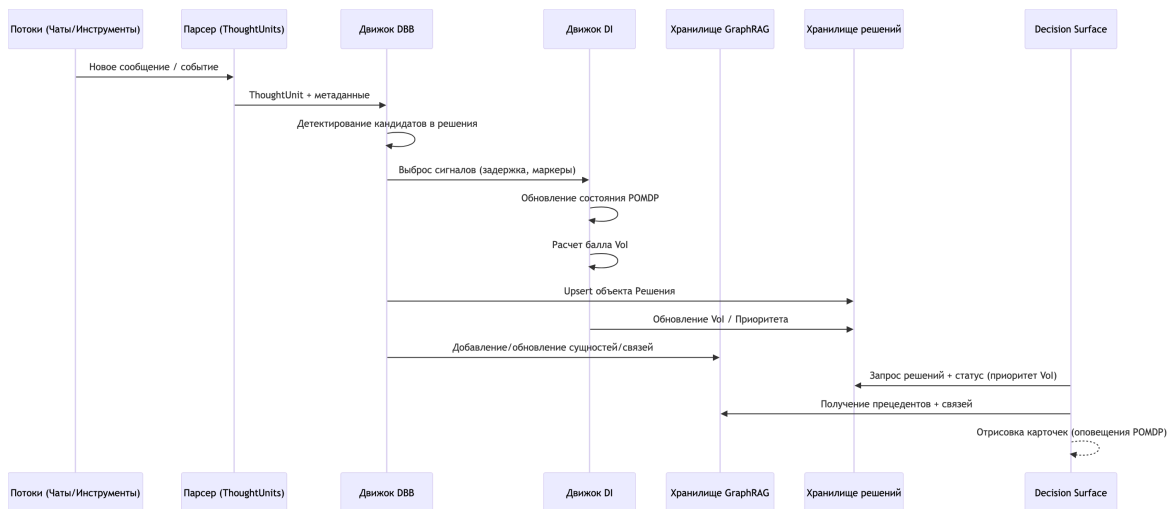 Потоки (Чаты/Инструменты)
Парсер (ThoughtUnits)
Движок DBB
Движок DI
Хранилище GraphRAG
Хранилище решений
Decision Surface
Новое сообщение / событие
ThoughtUnit + метаданные
Детектирование кандидатов в решения
Выброс сигналов (задержка, маркеры)
Обновление состояния POMDP
Расчет балла VoI
Upsert объекта Решения
Обновление VoI / Приоритета
Добавление/обновление сущностей/связей
Запрос решений + статус (приоритет VoI)
Получение прецедентов + связей
Отрисовка карточек (оповещения POMDP)
Потоки (Чаты/Инструменты)
Парсер (ThoughtUnits)
Движок DBB
Движок DI
Хранилище GraphRAG
Хранилище решений
Decision Surface